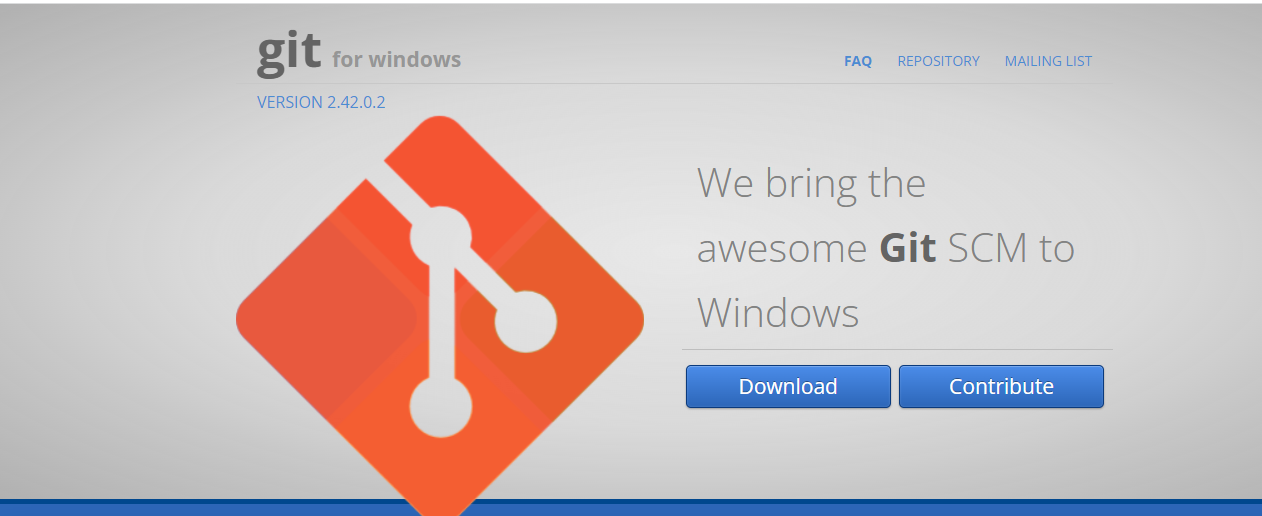 git for windows
FAQ REPOSITORY MAILING LIST
VERSION 2.42.0.2
We bring the
awesome Git SCM to
Windows
Download Contribute